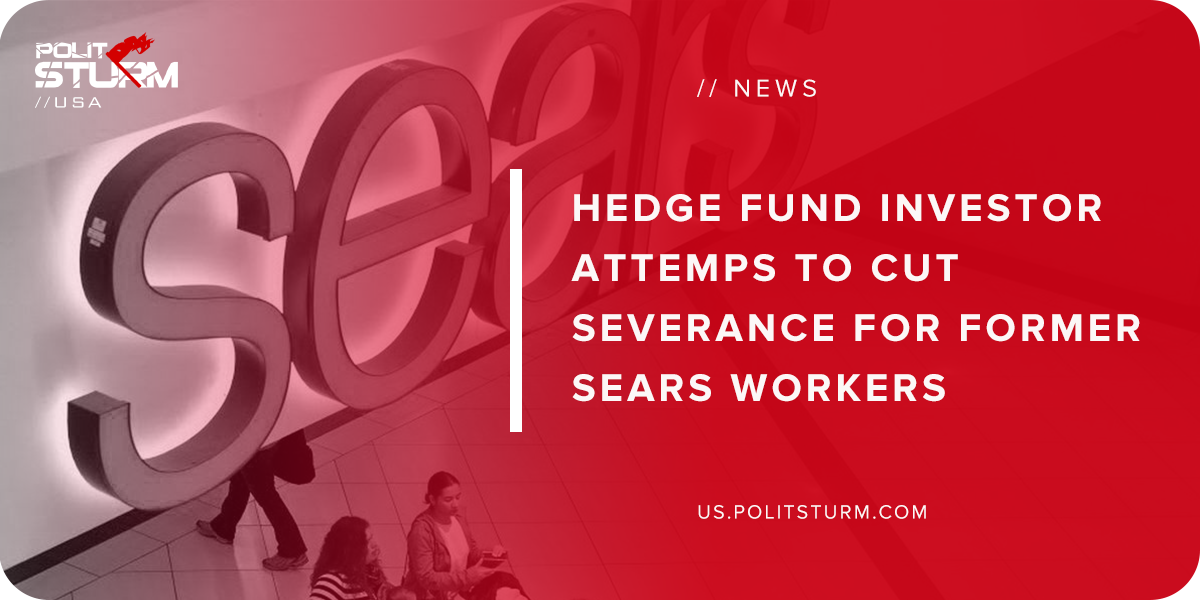 POLIT
STURM
//USA
// NEWS
sears
HEDGE FUND INVESTOR
ATTEMPS TO CUT
SEVERANCE FOR FORMER
SEARS WORKERS
US.POLITSTURM.COM